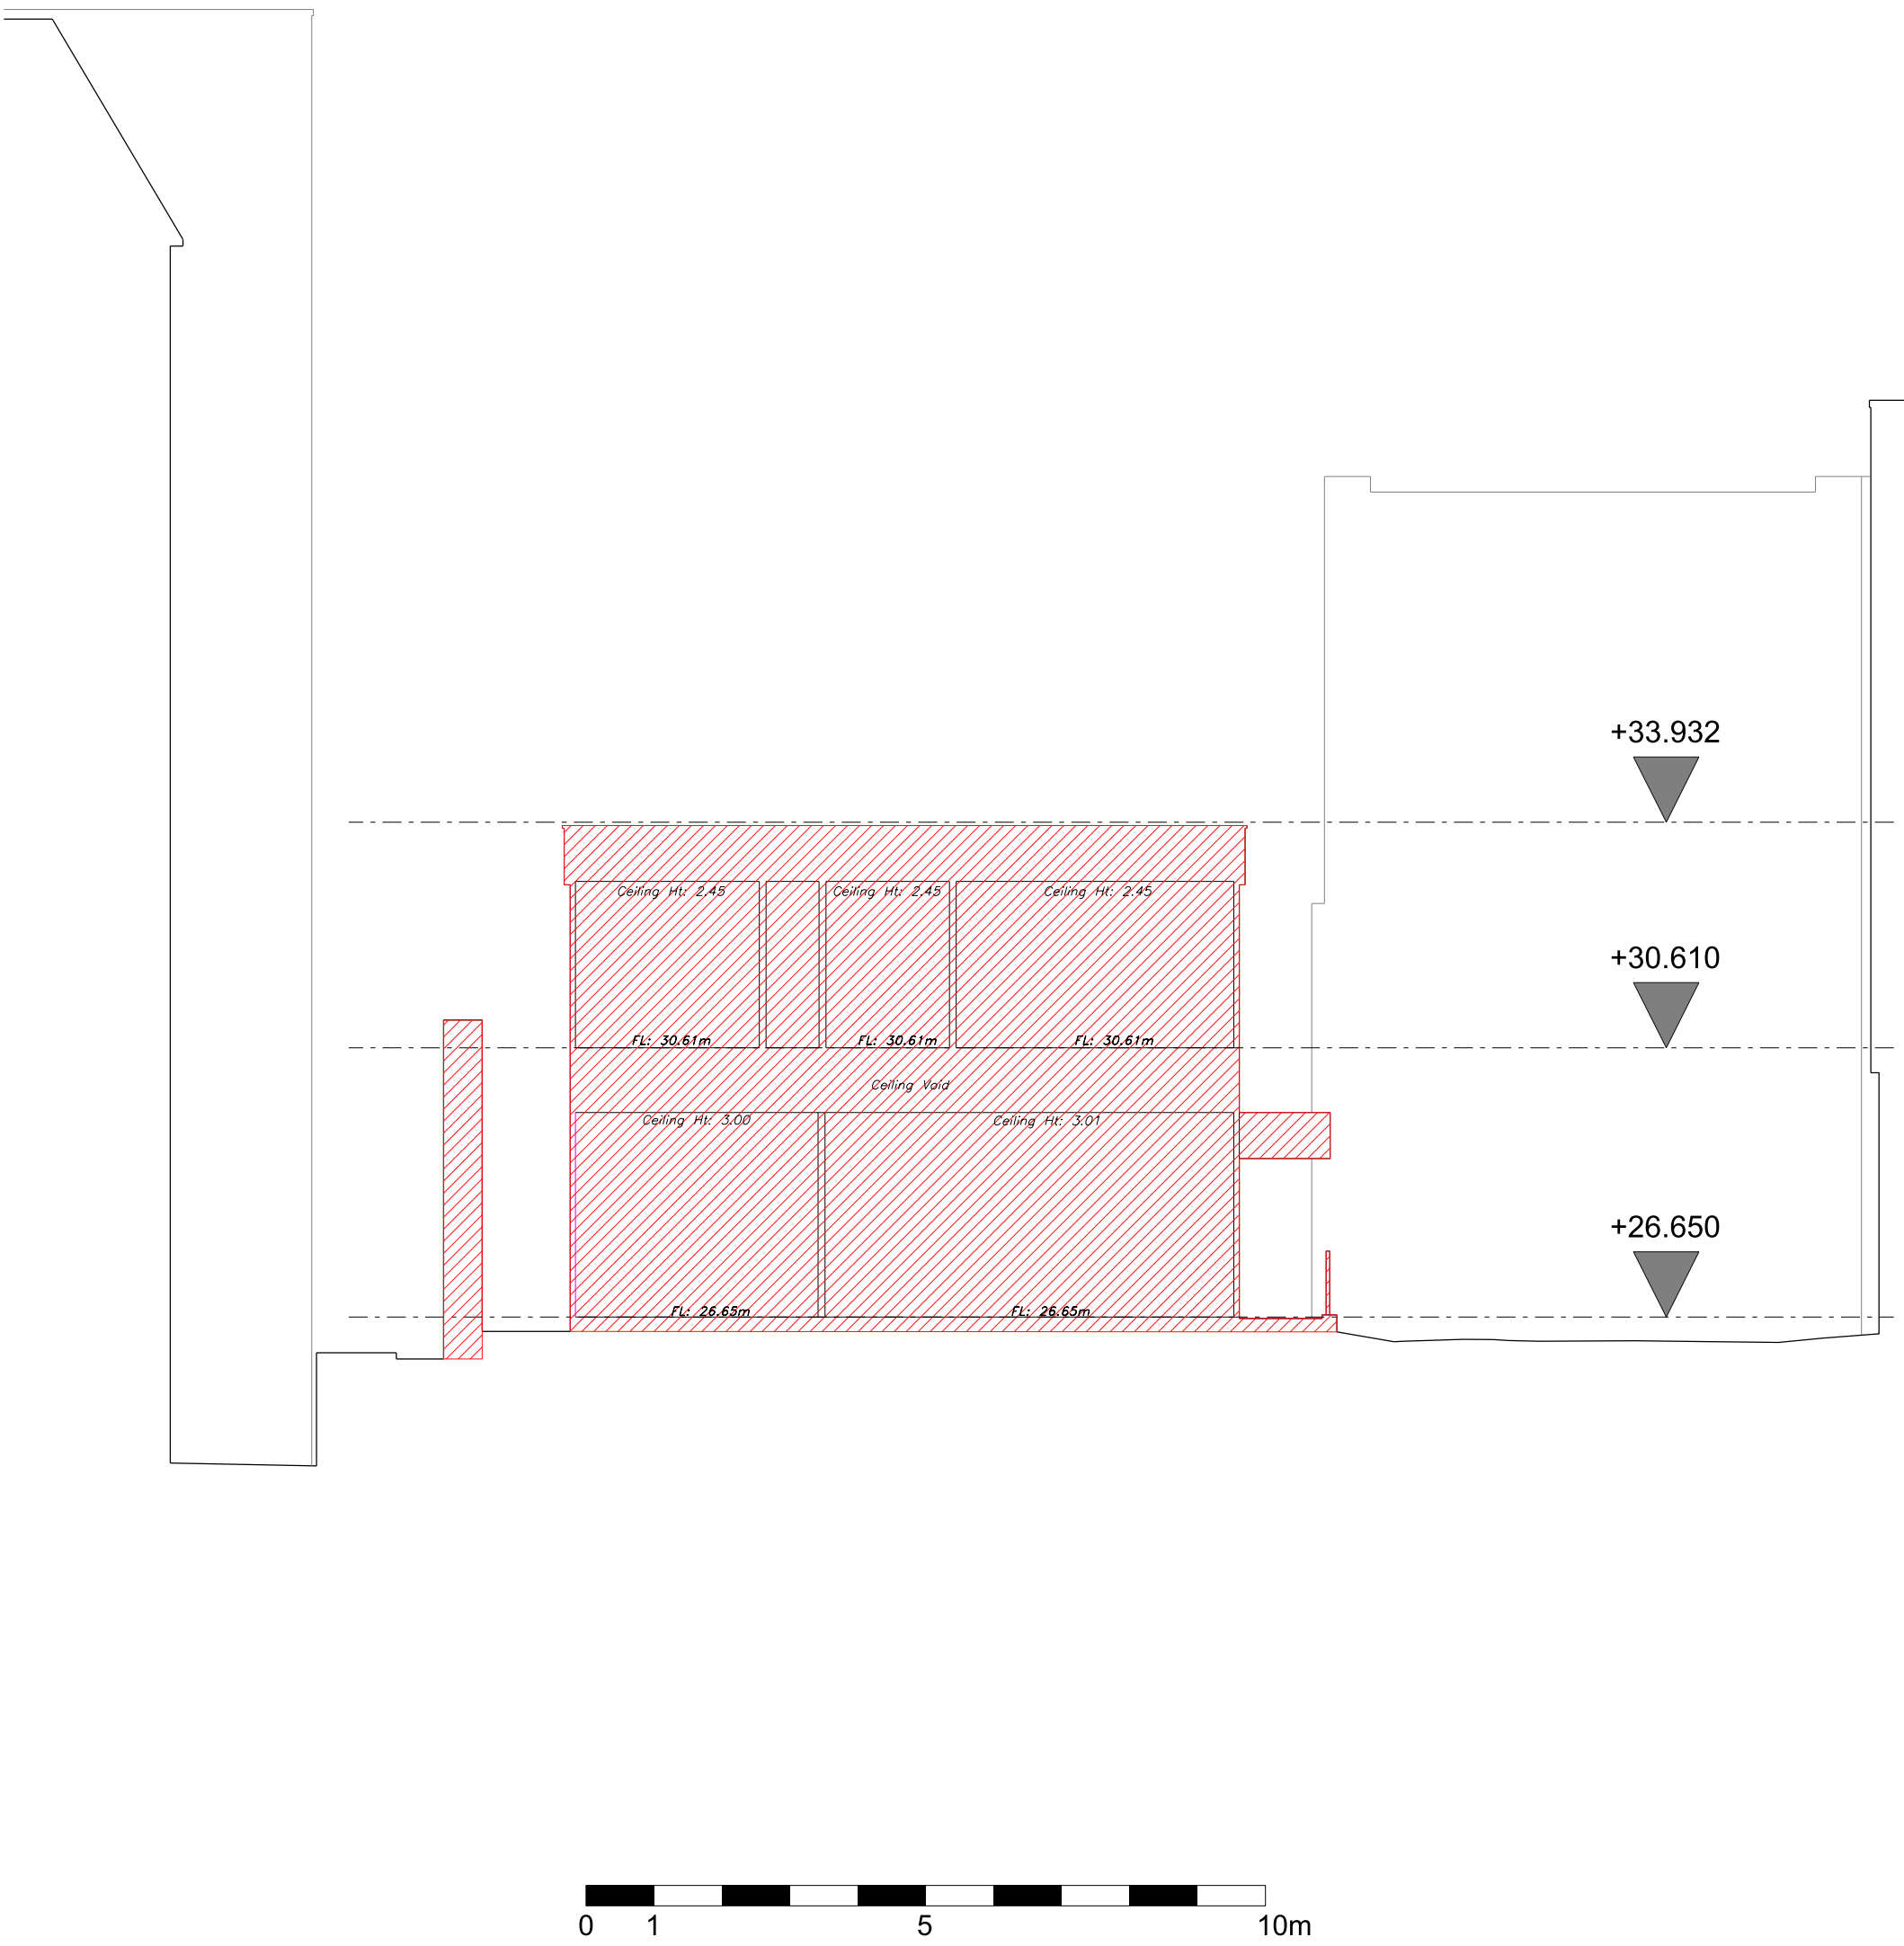 +33.932
Ceiling Ht: 2.45 Ceiling Ht: 2.45 Ceiling Ht: 2.45
+30.610
FL: 30.61m FL: 30.61m FL: 30.61m
Ceiling Void
Ceiling Ht: 3.00 Ceiling Ht: 3.01
+26.650
FL: 26.65m FL: 26.65m
0 1 5 10m